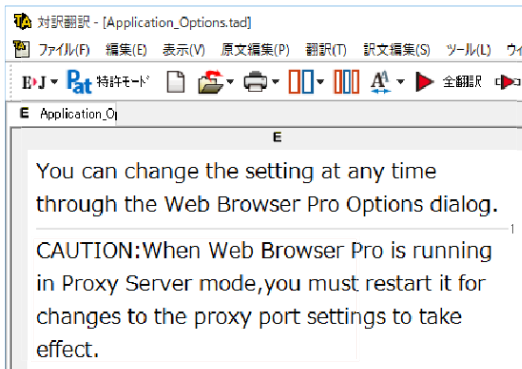 TA 対訳翻訳 - [Application_Options.tad]
ファイル(F) 編集(E) 表示(V) 原文編集(P) 翻訳(T) 訳文編集(S) ツール(L) ウィ
E›J Pat 特許モード A 全翻訳
E Application_O
E
You can change the setting at any time
through the Web Browser Pro Options dialog.
1
CAUTION:When Web Browser Pro is running
in Proxy Server mode,you must restart it for
changes to the proxy port settings to take
effect.